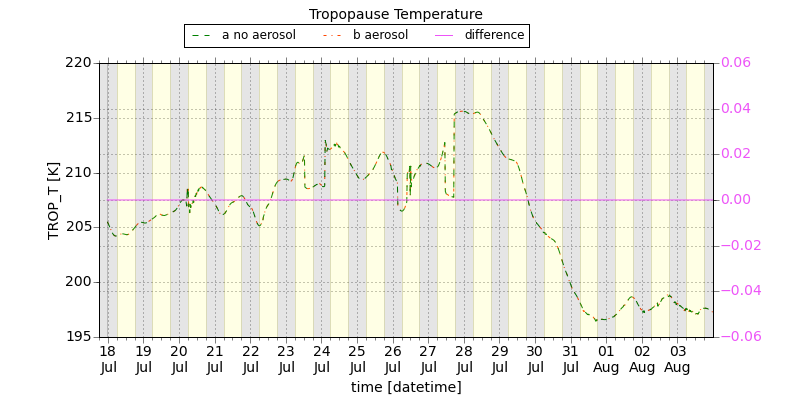 Tropopause Temperature
a no aerosol b aerosol difference
220
215
210
205
200
195
TROP_T [K]
0.06
0.04
0.02
0.00
−0.02
−0.04
−0.06
18 19 20 21 22 23 24 25 26 27 28 29 30 31 01 02 03
Jul Jul Jul Jul Jul Jul Jul Jul Jul Jul Jul Jul Jul Jul Aug Aug Aug
time [datetime]